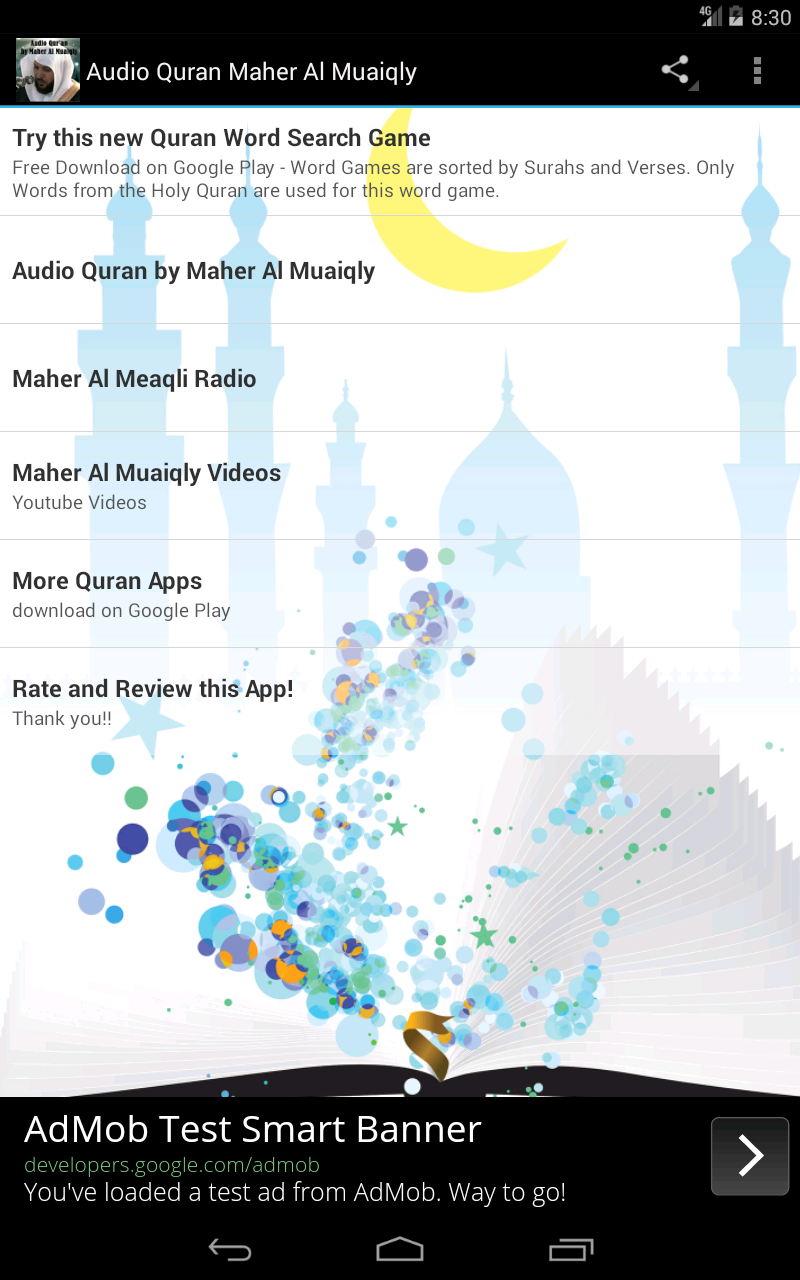 4G 8:30
Audio Qur'an
by Maher Al Muaiqly
Audio Quran Maher Al Muaiqly
Try this new Quran Word Search Game
Free Download on Google Play - Word Games are sorted by Surahs and Verses. Only
Words from the Holy Quran are used for this word game.
Audio Quran by Maher Al Muaiqly
Maher Al Meaqli Radio
Maher Al Muaiqly Videos
Youtube Videos
More Quran Apps
download on Google Play
Rate and Review this App!
Thank you!!
AdMob Test Smart Banner
developers.google.com/admob
You've loaded a test ad from AdMob. Way to go!